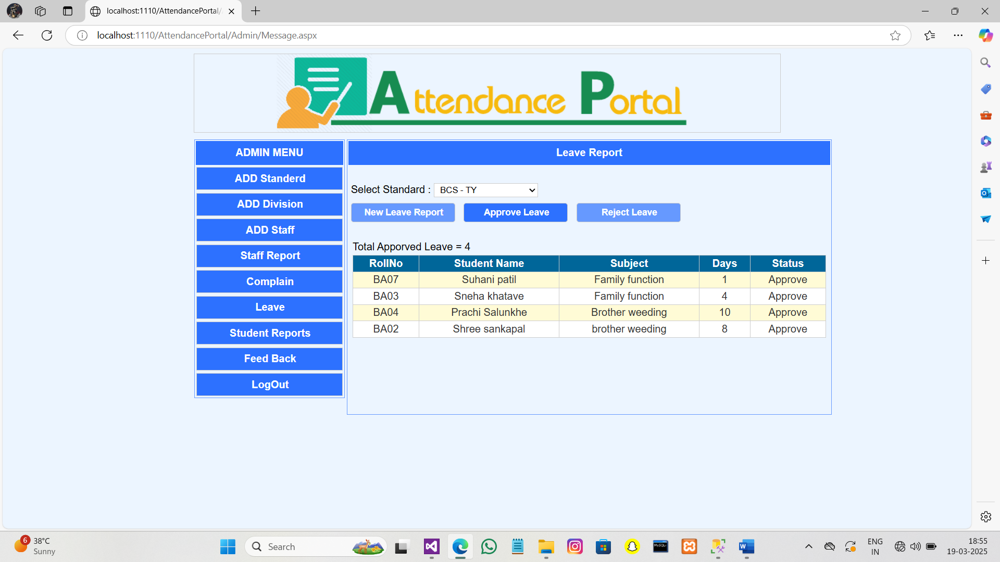 localhost:1110/AttendancePortal/
localhost:1110/AttendancePortal/Admin/Message.aspx
Attendance Portal
ADMIN MENU
ADD Standerd
ADD Division
ADD Staff
Staff Report
Complain
Leave
Student Reports
Feed Back
LogOut
Leave Report
Select Standard : BCS - TY
New Leave Report Approve Leave Reject Leave
Total Apporved Leave = 4
RollNo Student Name Subject Days Status
BA07 Suhani patil Family function 1 Approve
BA03 Sneha khatave Family function 4 Approve
BA04 Prachi Salunkhe Brother weeding 10 Approve
BA02 Shree sankapal brother weeding 8 Approve
6 38°C
Sunny
Search
MySQL
W
ENG
IN
18:55
19-03-2025